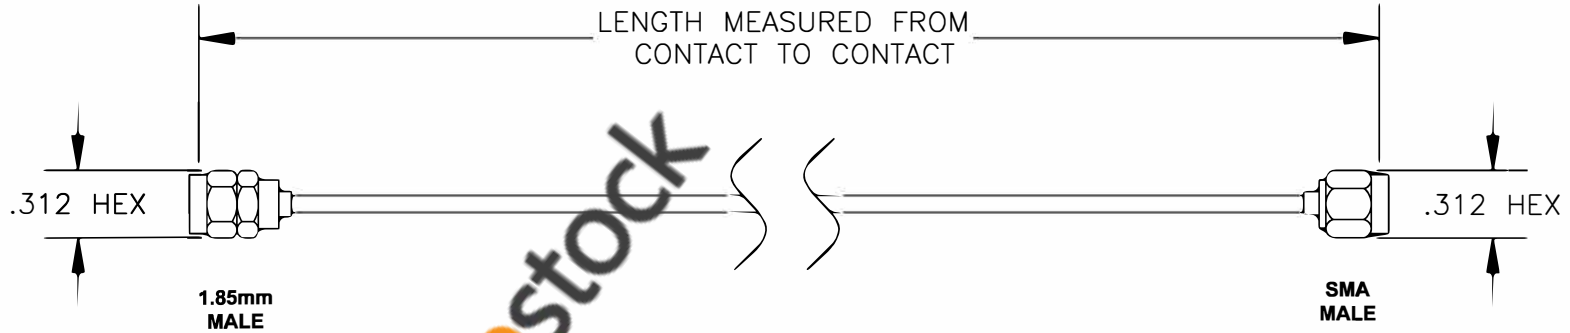 LENGTH MEASURED FROM
CONTACT TO CONTACT
.312 HEX
.312 HEX
1.85mm
MALE
SMA
MALE
stock